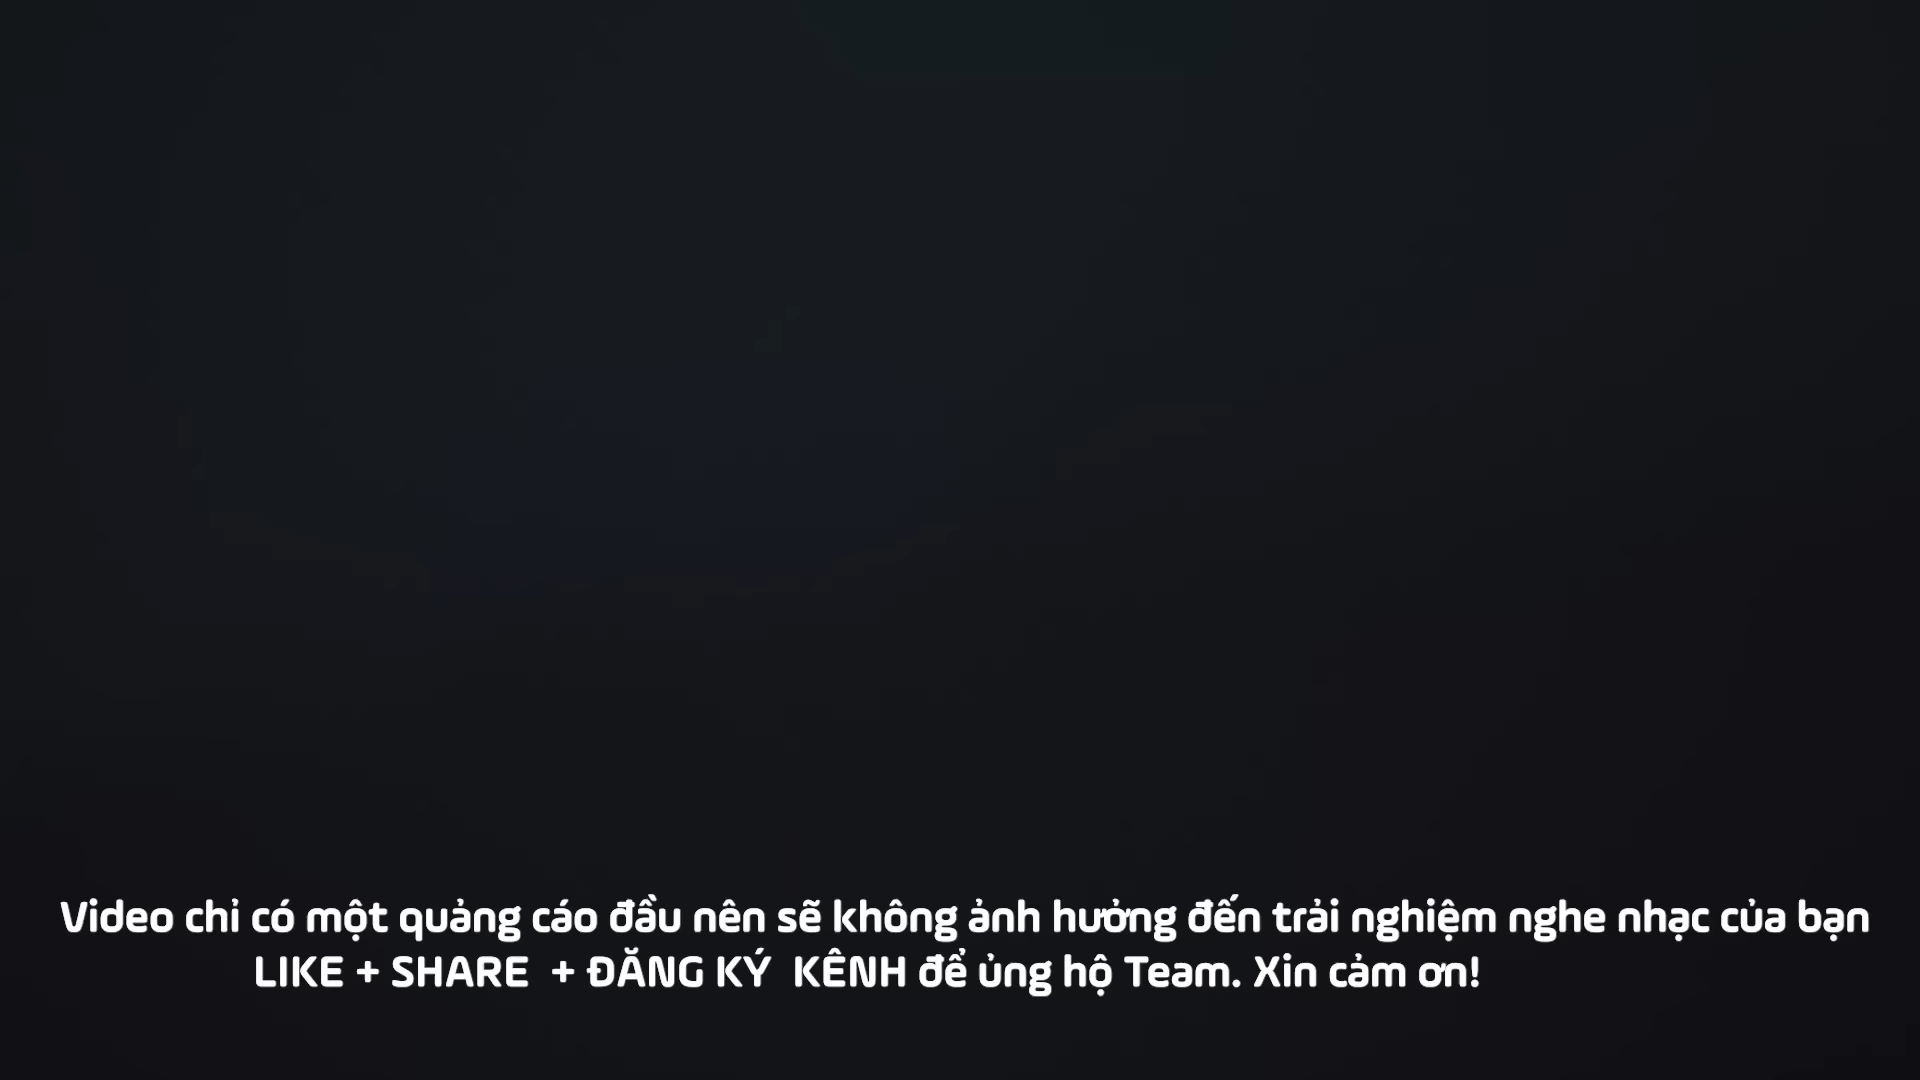 Video chỉ có một quảng cáo đầu nên sẽ không ảnh hưởng đến trải nghiệm nghe nhạc của bạn
LIKE + SHARE + ĐĂNG KÝ KÊNH để ủng hộ Team. Xin cảm ơn!